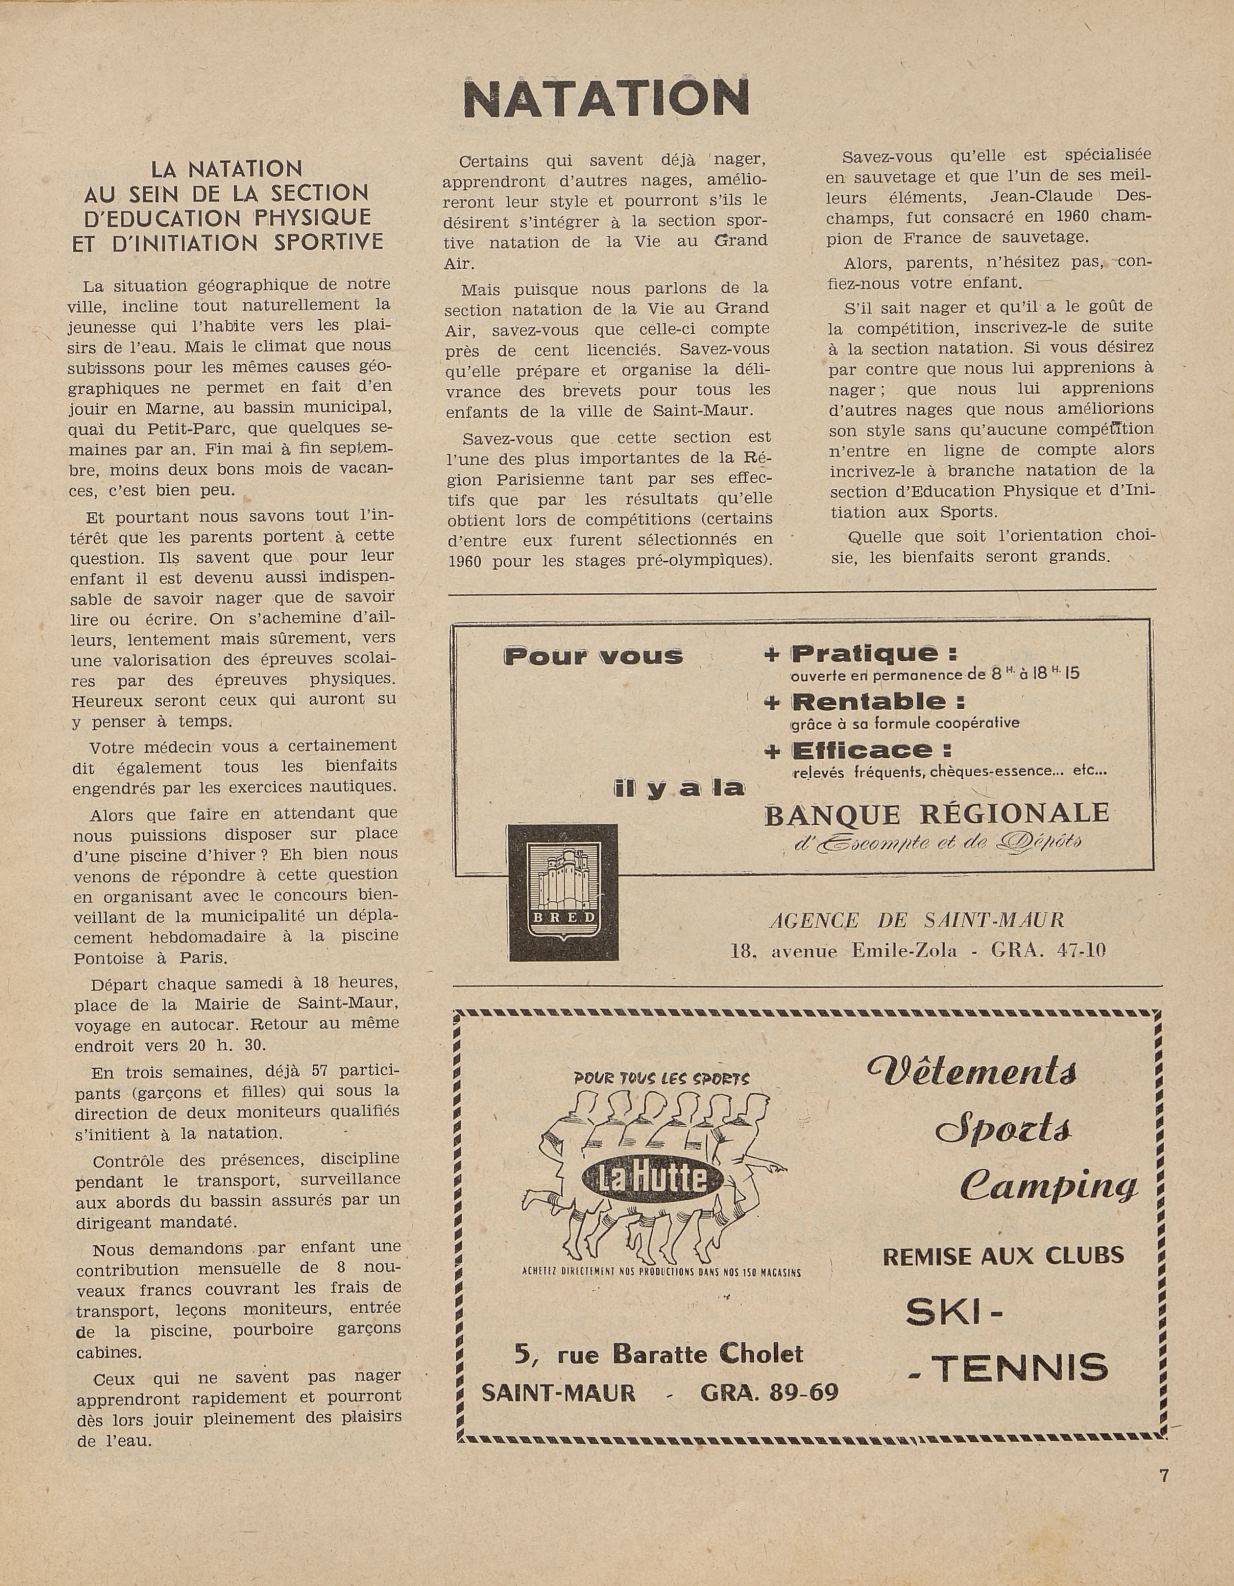 NATATION
LA NATATION
AU SEIN DE LA SECTION
D'EDUCATION PHYSIQUE
ET D'INITIATION SPORTIVE
La situation géographique de notre
ville, incline tout naturellement la
jeunesse qui l'habite vers les plai-
sirs de l'eau. Mais le climat que nous
subissons pour les mêmes causes géo-
graphiques ne permet en fait d'en
jouir en Marne, au bassin municipal,
quai du Petit-Parc, que quelques se-
maines par an. Fin mai à fin septem-
bre, moins deux bons mois de vacan-
ces, c'est bien peu.
Et pourtant nous savons tout l'in-
térêt que les parents portent à cette
question. Ils savent que pour leur
enfant il est devenu aussi indispen-
sable de savoir nager que de savoir
lire ou écrire. On s'achemine d'ail-
leurs, lentement mais sûrement, vers
une valorisation des épreuves scolai-
res par des épreuves physiques.
Heureux seront ceux qui auront su
y penser à temps.
Votre médecin vous a certainement
dit également tous les bienfaits
engendrés par les exercices nautiques.
Alors que faire en attendant que
nous puissions disposer sur place
d'une piscine d'hiver ? Eh bien nous
venons de répondre à cette question
en organisant avec le concours bien-
veillant de la municipalité un dépla-
cement hebdomadaire à la piscine
Pontoise à Paris.
Départ chaque samedi à 18 heures,
place de la Mairie de Saint-Maur,
voyage en autocar. Retour au même
endroit vers 20 h. 30.
En trois semaines, déjà 57 partici-
pants (garçons et filles) qui sous la
direction de deux moniteurs qualifiés
s'initient à la natation.
Contrôle des présences, discipline
pendant le transport, surveillance
aux abords du bassin assurés par un
dirigeant mandaté.
Nous demandons par enfant une
contribution mensuelle de 8 nou-
veaux francs couvrant les frais de
transport, leçons moniteurs, entrée
de la piscine, pourboire garçons
cabines.
Ceux qui ne savent pas nager
apprendront rapidement et pourront
dès lors jouir pleinement des plaisirs
de l'eau.
Certains qui savent déjà nager,
apprendront d'autres nages, amélio-
reront leur style et pourront s'ils le
désirent s'intégrer à la section spor-
tive natation de la Vie au Grand
Air.
Mais puisque nous parlons de la
section natation de la Vie au Grand
Air, savez-vous que celle-ci compte
près de cent licenciés. Savez-vous
qu'elle prépare et organise la déli-
vrance des brevets pour tous les
enfants de la ville de Saint-Maur.
Savez-vous que cette section est
l'une des plus importantes de la Ré-
gion Parisienne tant par ses effec-
tifs que par les résultats qu'elle
obtient lors de compétitions (certains
d'entre eux furent sélectionnés en
1960 pour les stages pré-olympiques).
Savez-vous qu'elle est spécialisée
en sauvetage et que l'un de ses meil-
leurs éléments, Jean-Claude Des-
champs, fut consacré en 1960 cham-
pion de France de sauvetage.
Alors, parents, n'hésitez pas, con-
fiez-nous votre enfant.
S'il sait nager et qu'il a le goût de
la compétition, inscrivez-le de suite
à la section natation. Si vous désirez
par contre que nous lui apprenions à
nager ; que nous lui apprenions
d'autres nages que nous améliorions
son style sans qu'aucune compétition
n'entre en ligne de compte alors
incrivez-le à branche natation de la
section d'Education Physique et d'Ini-
tiation aux Sports.
Quelle que soit l'orientation choi-
sie, les bienfaits seront grands.
Pour vous
+ Pratique :
ouverte en permanence de 8 H. à 18 H. 15
+ Rentable :
grâce à sa formule coopérative
+ Efficace :
relevés fréquents, chèques-essence... etc...
il y a la
BANQUE RÉGIONALE
d'Escompte et de Dépôts
BRED
AGENCE DE SAINT-MAUR
18, avenue Emile-Zola - GRA. 47-10
POUR TOUS LES SPORTS
La Hutte
ACHETEZ DIRECTEMENT NOS PRODUCTIONS DANS NOS 150 MAGASINS
5, rue Baratte Cholet
SAINT-MAUR - GRA. 89-69
Vêtements
Sports
Camping
REMISE AUX CLUBS
SKI -
- TENNIS
7